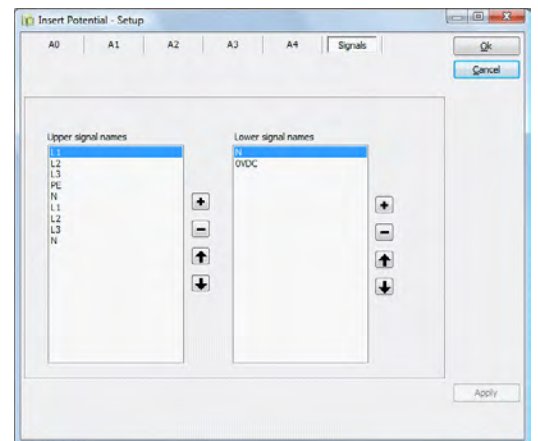 Insert Potential - Setup
A0 A1 A2 A3 A4 Signals
Ok
Cancel
Upper signal names
L1
L2
L3
PE
N
L1
L2
L3
N
Lower signal names
N
0VDC
Apply